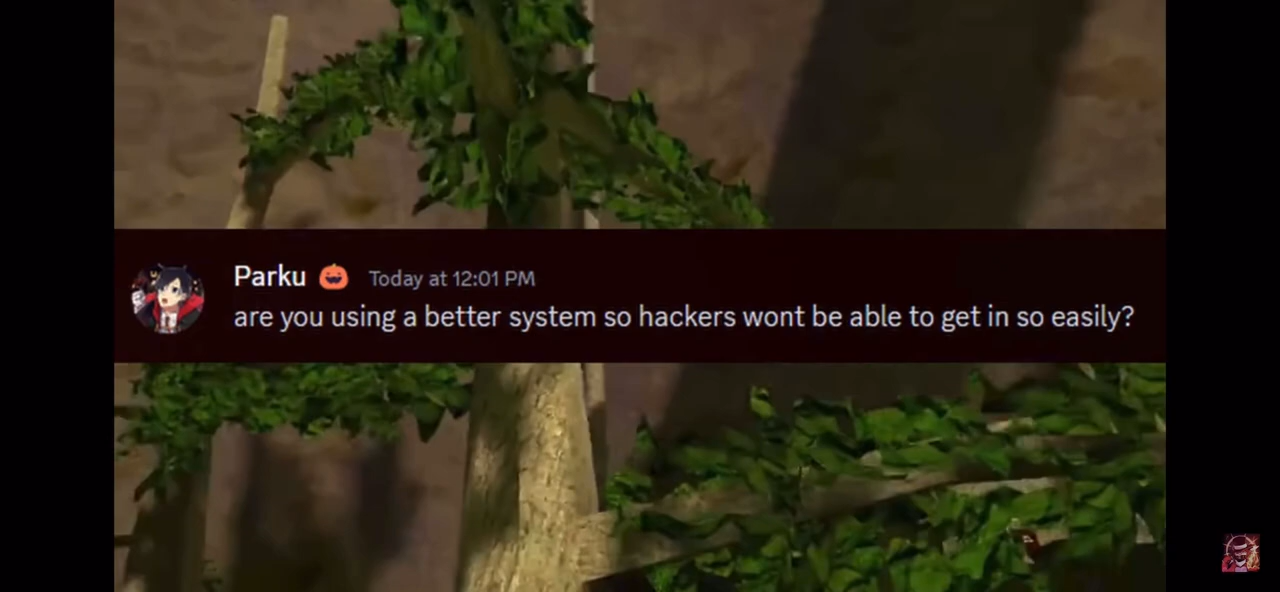 Parku 🎃 Today at 12:01 PM
are you using a better system so hackers wont be able to get in so easily?